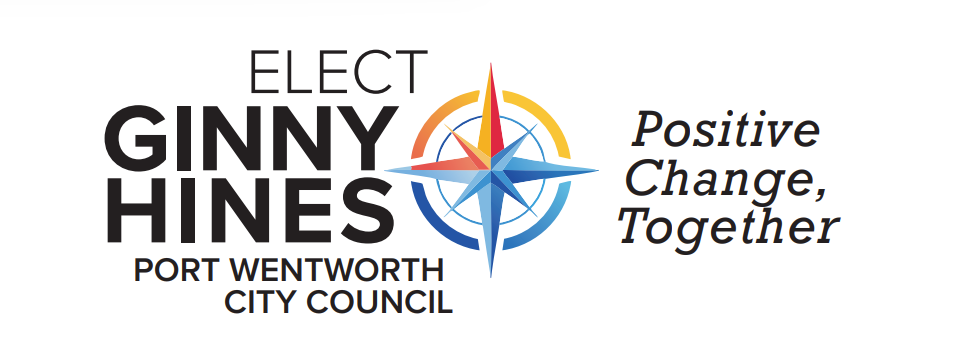 ELECT
GINNY
HINES
PORT WENTWORTH
CITY COUNCIL
Positive
Change,
Together